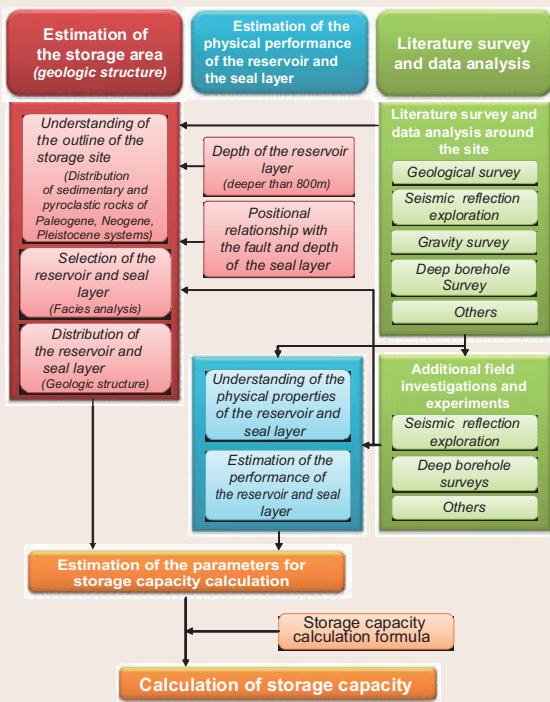 Estimation of
the storage area
(geologic structure)
Estimation of the
physical performance
of the reservoir and
the seal layer
Literature survey
and data analysis
Understanding of
the outline of the
storage site
(Distribution
of sedimentary and
pyroclastic rocks of
Paleogene, Neogene,
Pleistocene systems)
Selection of the
reservoir and seal
layer
(Facies analysis)
Distribution of
the reservoir and
seal layer
(Geologic structure)
Depth of the reservoir
layer
(deeper than 800m)
Positional
relationship with
the fault and depth
of the seal layer
Literature survey and
data analysis around
the site
Geological survey
Seismic reflection
exploration
Gravity survey
Deep borehole
Survey
Others
Understanding of the
physical properties
of the reservoir and
seal layer
Estimation of the
performance of
the reservoir and seal
layer
Additional field
investigations and
experiments
Seismic reflection
exploration
Deep borehole
surveys
Others
Estimation of the parameters for
storage capacity calculation
Storage capacity
calculation formula
Calculation of storage capacity